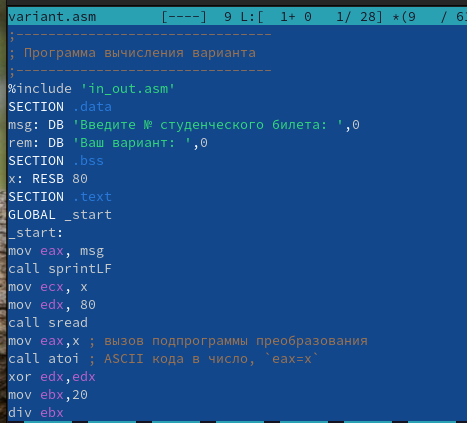 variant.asm        [----]  9 L:[  1+ 0   1/ 28] *(9   / 6
;--------------------------------
; Программа вычисления варианта
;--------------------------------
%include 'in_out.asm'
SECTION .data
msg: DB 'Введите № студенческого билета: ',0
rem: DB 'Ваш вариант: ',0
SECTION .bss
x: RESB 80
SECTION .text
GLOBAL _start
_start:
mov eax, msg
call sprintLF
mov ecx, x
mov edx, 80
call sread
mov eax,x ; вызов подпрограммы преобразования
call atoi ; ASCII кода в число, `eax=x`
xor edx,edx
mov ebx,20
div ebx